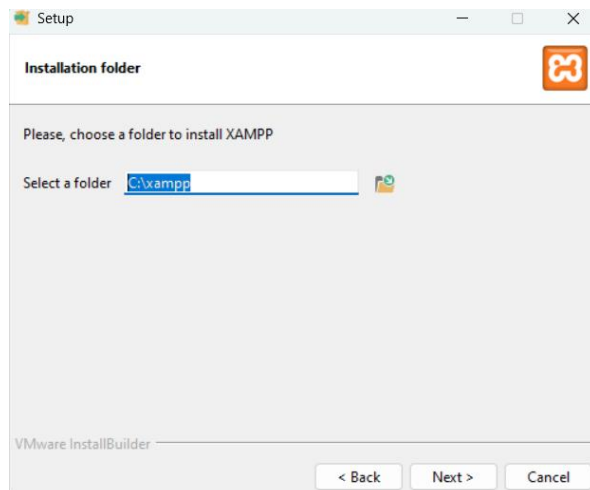 Setup
Installation folder
Please, choose a folder to install XAMPP
Select a folder C:\xampp
VMware InstallBuilder
< Back Next > Cancel